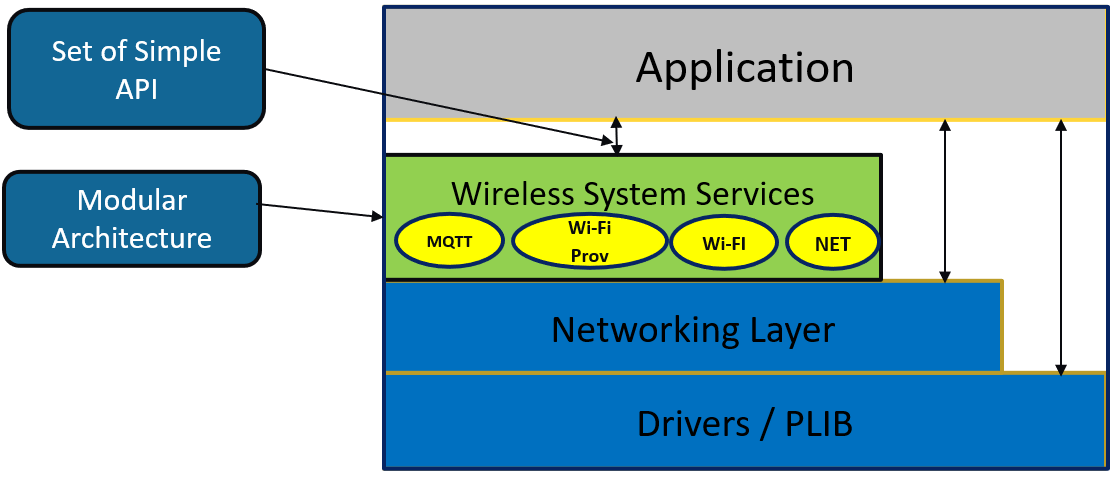 Set of Simple
API
Application
Modular
Architecture
Wireless System Services
MQTT
Wi-Fi
Prov
Wi-FI
NET
Networking Layer
Drivers / PLIB